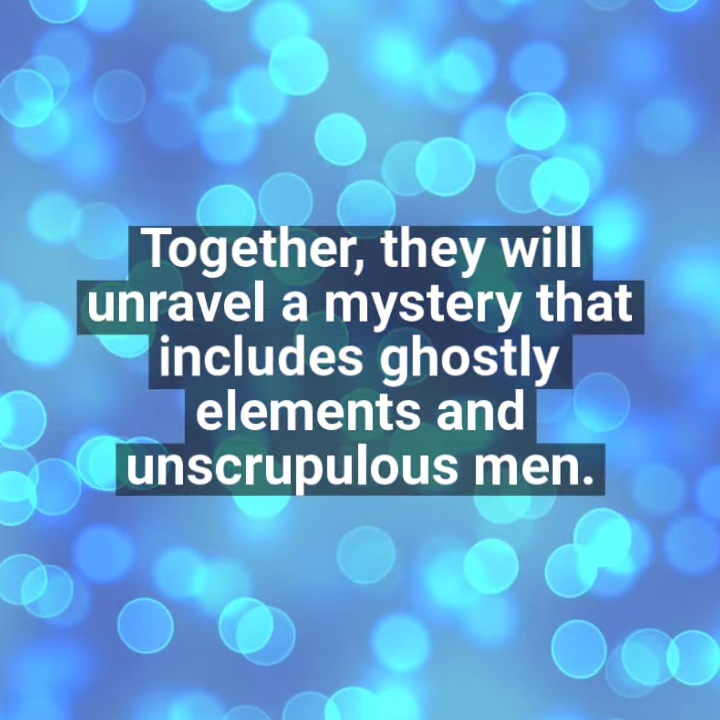 Together, they will
unravel a mystery that
includes ghostly
elements and
unscrupulous men.